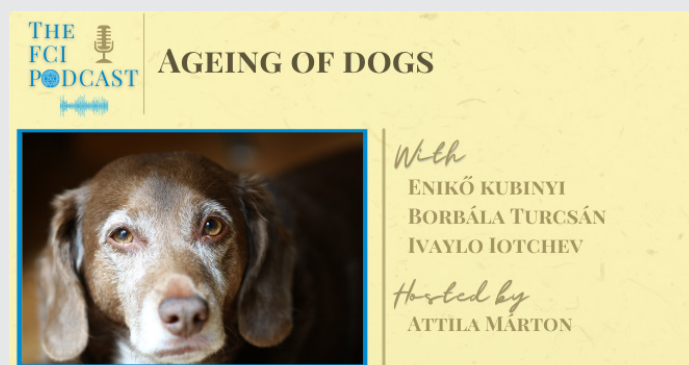 THE
FCI
PODCAST
AGEING OF DOGS
With
ENIKŐ KUBINYI
BORBÁLA TURCSÁN
IVAYLO IOTCHEV
Hosted by
ATTILA MÁRTON